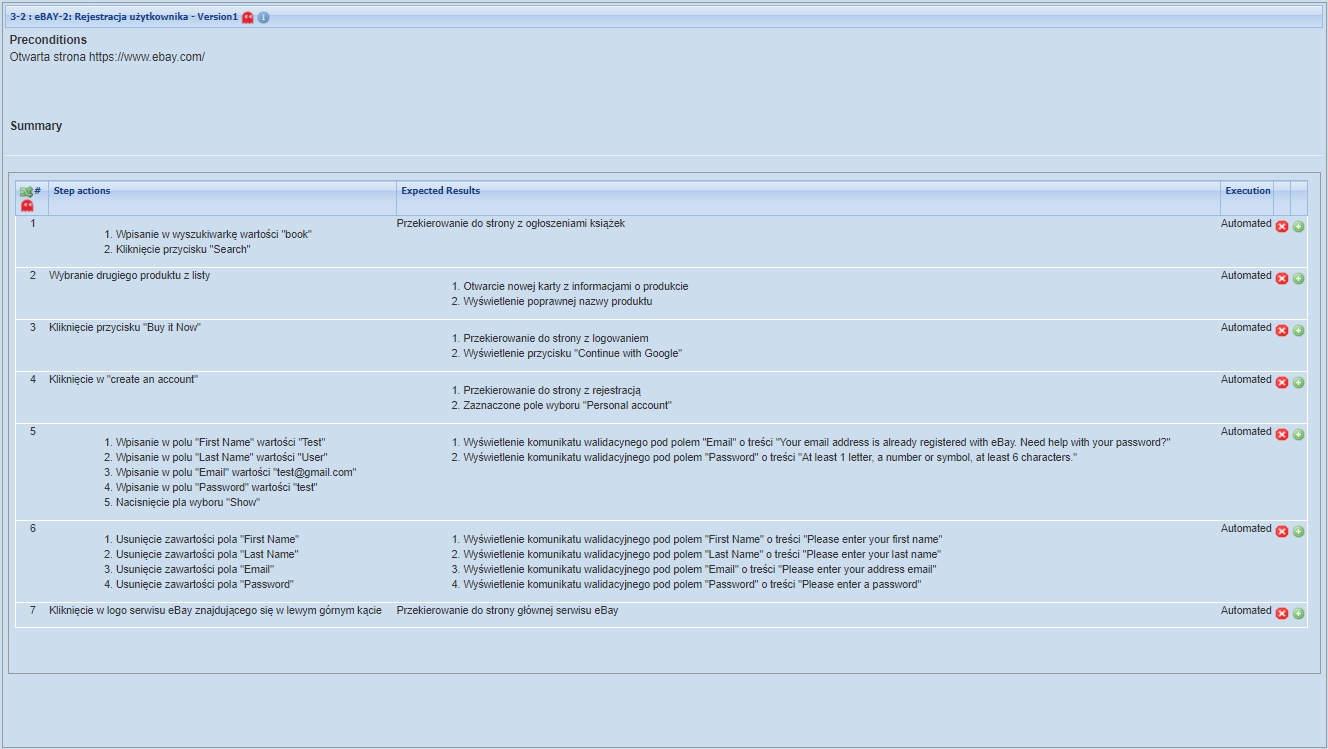 3-2 : eBAY-2: Rejestracja użytkownika - Version1
Preconditions
Otwarta strona https://www.ebay.com/
Summary
# Step actions Expected Results Execution
1 Przekierowanie do strony z ogłoszeniami książek Automated
1. Wpisanie w wyszukiwarkę wartości "book"
2. Kliknięcie przycisku "Search"
2 Wybranie drugiego produktu z listy Automated
1. Otwarcie nowej karty z informacjami o produkcie
2. Wyświetlenie poprawnej nazwy produktu
3 Kliknięcie przycisku "Buy it Now" Automated
1. Przekierowanie do strony z logowaniem
2. Wyświetlenie przycisku "Continue with Google"
4 Kliknięcie w "create an account" Automated
1. Przekierowanie do strony z rejestracją
2. Zaznaczone pole wyboru "Personal account"
5 Automated
1. Wpisanie w polu "First Name" wartości "Test"
2. Wpisanie w polu "Last Name" wartości "User"
3. Wpisanie w polu "Email" wartości "test@gmail.com"
4. Wpisanie w polu "Password" wartości "test"
5. Nacisnięcie pla wyboru "Show"
1. Wyświetlenie komunikatu walidacynego pod polem "Email" o treści "Your email address is already registered with eBay. Need help with your password?"
2. Wyświetlenie komunikatu walidacyjnego pod polem "Password" o treści "At least 1 letter, a number or symbol, at least 6 characters."
6 Automated
1. Usunięcie zawartości pola "First Name"
2. Usunięcie zawartości pola "Last Name"
3. Usunięcie zawartości pola "Email"
4. Usunięcie zawartości pola "Password"
1. Wyświetlenie komunikatu walidacyjnego pod polem "First Name" o treści "Please enter your first name"
2. Wyświetlenie komunikatu walidacyjnego pod polem "Last Name" o treści "Please enter your last name"
3. Wyświetlenie komunikatu walidacyjnego pod polem "Email" o treści "Please enter your address email"
4. Wyświetlenie komunikatu walidacyjnego pod polem "Password" o treści "Please enter a password"
7 Kliknięcie w logo serwisu eBay znajdującego się w lewym górnym kącie Przekierowanie do strony głównej serwisu eBay Automated